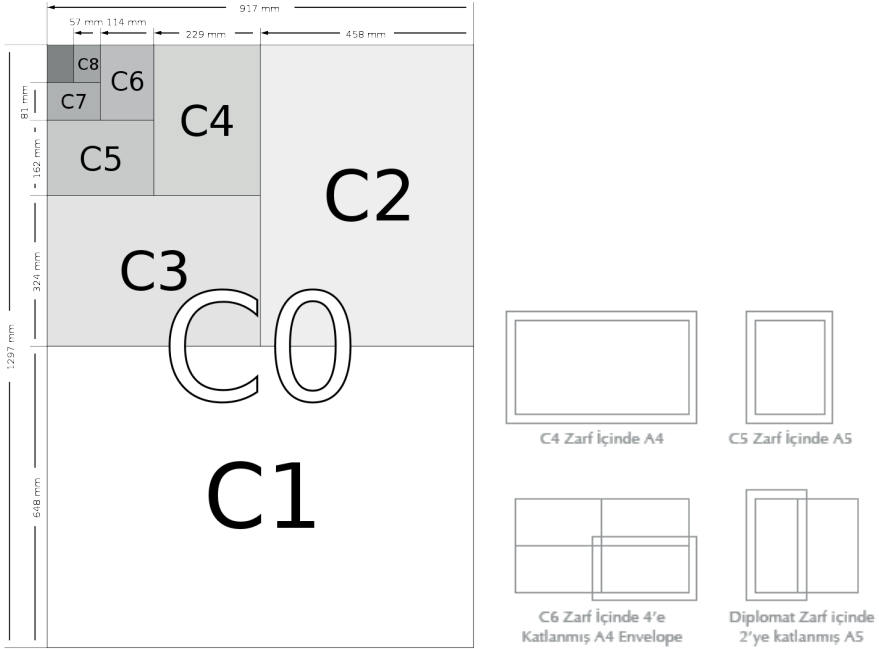 917 mm
57 mm 114 mm
229 mm
458 mm
C8
C6
C7
C4
C5
C2
C3
C0
C1
81 mm
162 mm
324 mm
1297 mm
648 mm
C4 Zarf İçinde A4
C5 Zarf İçinde A5
C6 Zarf İçinde 4'e
Katlanmış A4 Envelope
Diplomat Zarf içinde
2'ye katlanmış A5